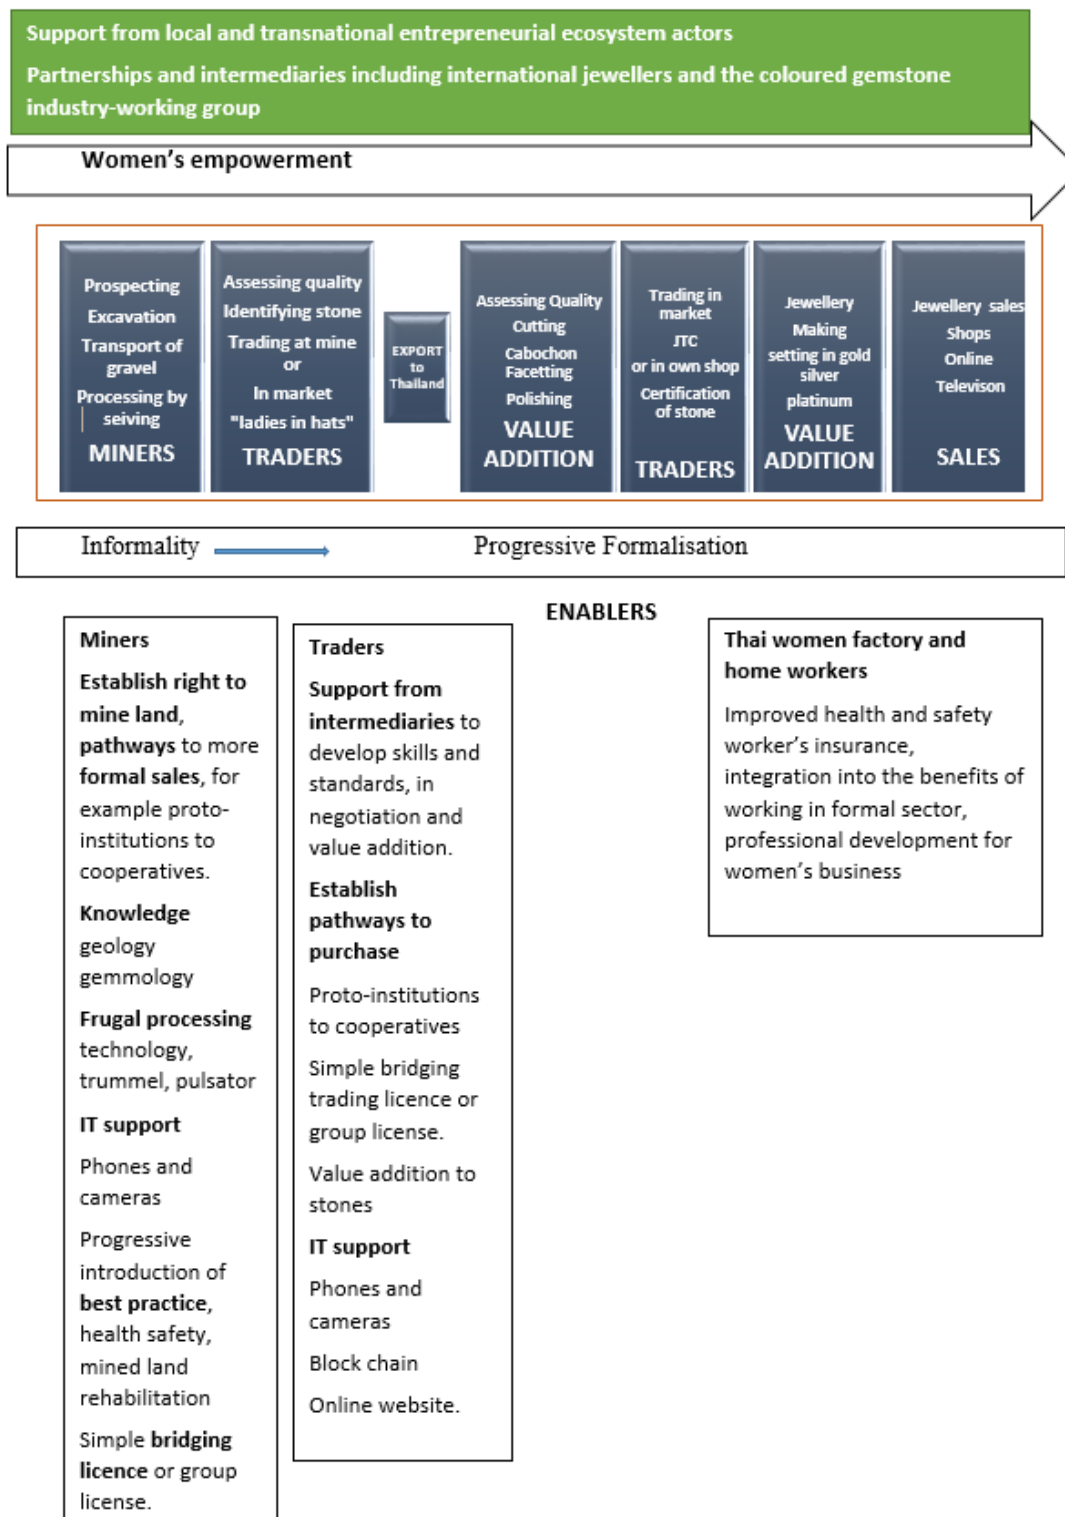 Support from local and transnational entrepreneurial ecosystem actors
Partnerships and intermediaries including international jewellers and the coloured gemstone
industry-working group
Women's empowerment
Prospecting
Excavation
Transport of
gravel
Processing by
seiving
MINERS
Assessing quality
Identifying stone
Trading at mine
or
In market
"ladies in hats"
TRADERS
EXPORT
to
Thailand
Assessing Quality
Cutting
Cabochon
Facetting
Polishing
VALUE
ADDITION
Trading in
market
JTC
or in own shop
Certification
of stone
TRADERS
Jewellery
Making
setting in gold
silver
platinum
VALUE
ADDITION
Jewellery sales
Shops
Online
Televison
SALES
Informality
Progressive Formalisation
ENABLERS
Miners
Establish right to
mine land,
pathways to more
formal sales, for
example proto-
institutions to
cooperatives.
Knowledge
geology
gemmology
Frugal processing
technology,
trummel, pulsator
IT support
Phones and
cameras
Progressive
introduction of
best practice,
health safety,
mined land
rehabilitation
Simple bridging
licence or group
license.
Traders
Support from
intermediaries to
develop skills and
standards, in
negotiation and
value addition.
Establish
pathways to
purchase
Proto-institutions
to cooperatives
Simple bridging
trading licence or
group license.
Value addition to
stones
IT support
Phones and
cameras
Block chain
Online website.
Thai women factory and
home workers
Improved health and safety
worker's insurance,
integration into the benefits of
working in formal sector,
professional development for
women's business